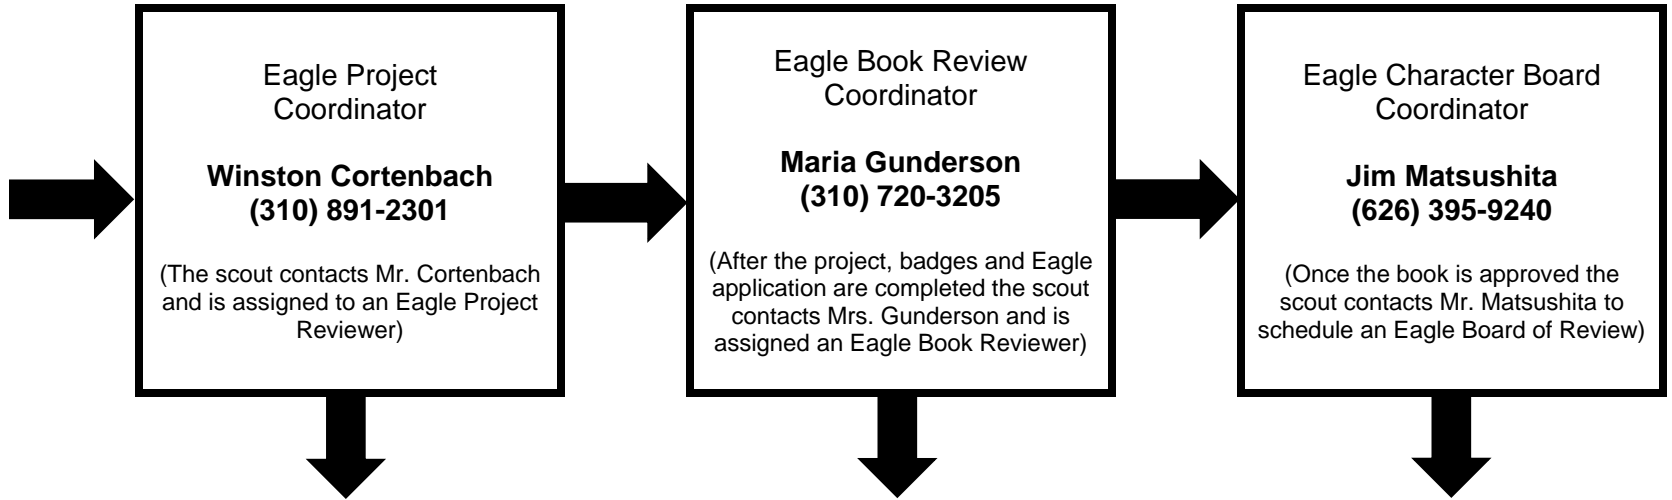 Eagle Project
Coordinator
Winston Cortenbach
(310) 891-2301
(The scout contacts Mr. Cortenbach
and is assigned to an Eagle Project
Reviewer)
Eagle Book Review
Coordinator
Maria Gunderson
(310) 720-3205
(After the project, badges and Eagle
application are completed the scout
contacts Mrs. Gunderson and is
assigned an Eagle Book Reviewer)
Eagle Character Board
Coordinator
Jim Matsushita
(626) 395-9240
(Once the book is approved the
scout contacts Mr. Matsushita to
schedule an Eagle Board of Review)